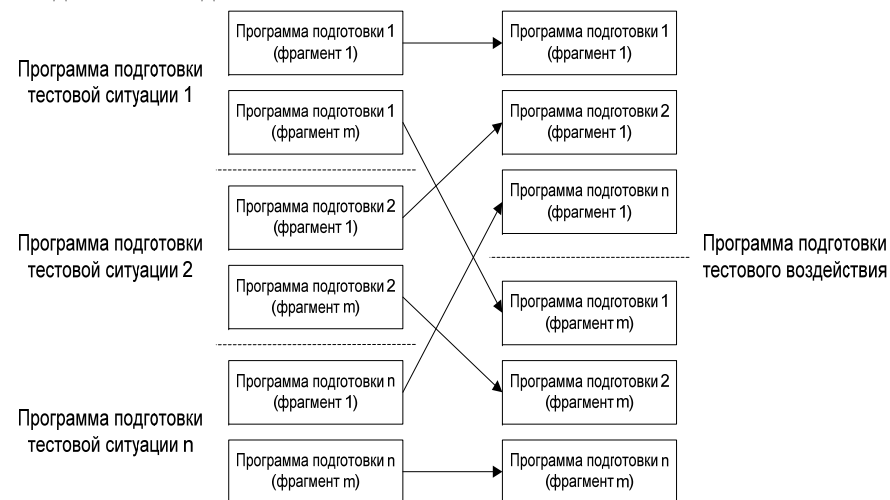 Программа подготовки
тестовой ситуации 1
Программа подготовки 1
(фрагмент 1)
Программа подготовки 1
(фрагмент m)
Программа подготовки
тестовой ситуации 2
Программа подготовки 2
(фрагмент 1)
Программа подготовки 2
(фрагмент m)
Программа подготовки
тестовой ситуации n
Программа подготовки n
(фрагмент 1)
Программа подготовки n
(фрагмент m)
Программа подготовки 1
(фрагмент 1)
Программа подготовки 2
(фрагмент 1)
Программа подготовки n
(фрагмент 1)
Программа подготовки 1
(фрагмент m)
Программа подготовки 2
(фрагмент m)
Программа подготовки n
(фрагмент m)
Программа подготовки
тестового воздействия